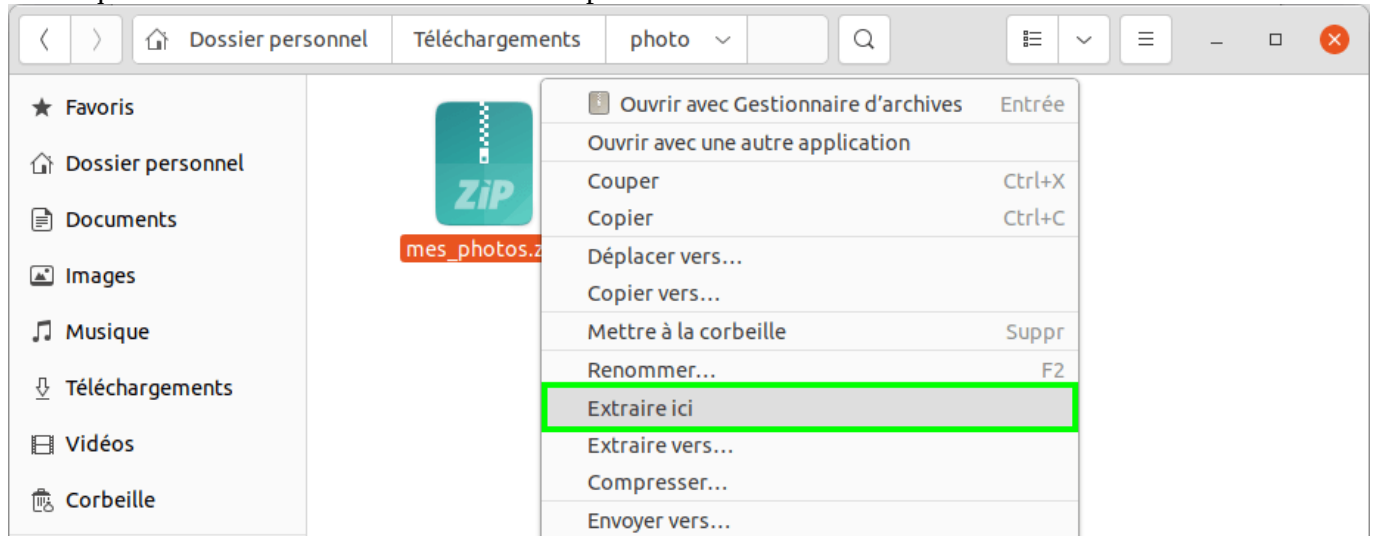 Dossier personnel Téléchargements photo
Favoris
Dossier personnel
Documents
Images
Musique
Téléchargements
Vidéos
Corbeille
ZiP
mes_photos.z
Ouvrir avec Gestionnaire d'archives Entrée
Ouvrir avec une autre application
Couper Ctrl+X
Copier Ctrl+C
Déplacer vers…
Copier vers…
Mettre à la corbeille Suppr
Renommer… F2
Extraire ici
Extraire vers…
Compresser…
Envoyer vers…